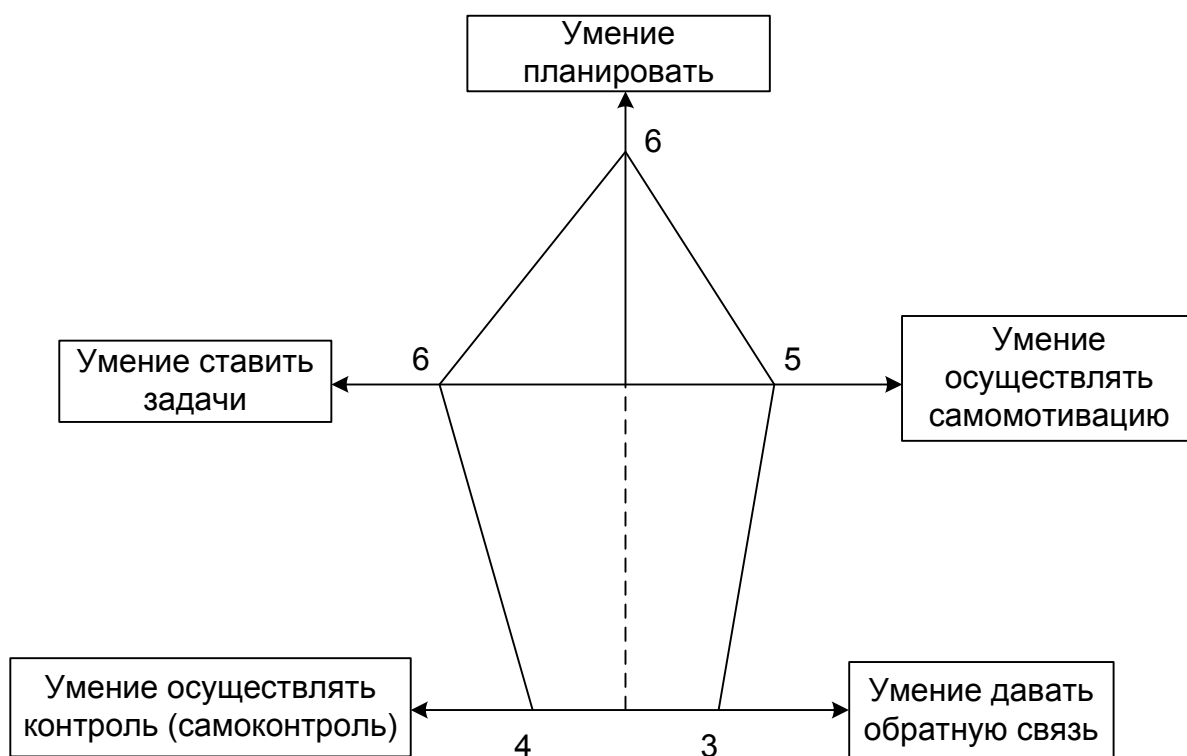 Умение
планировать
6
6
5
Умение ставить
задачи
Умение
осуществлять
самомотивацию
Умение осуществлять
контроль (самоконтроль)
Умение давать
обратную связь
4
3